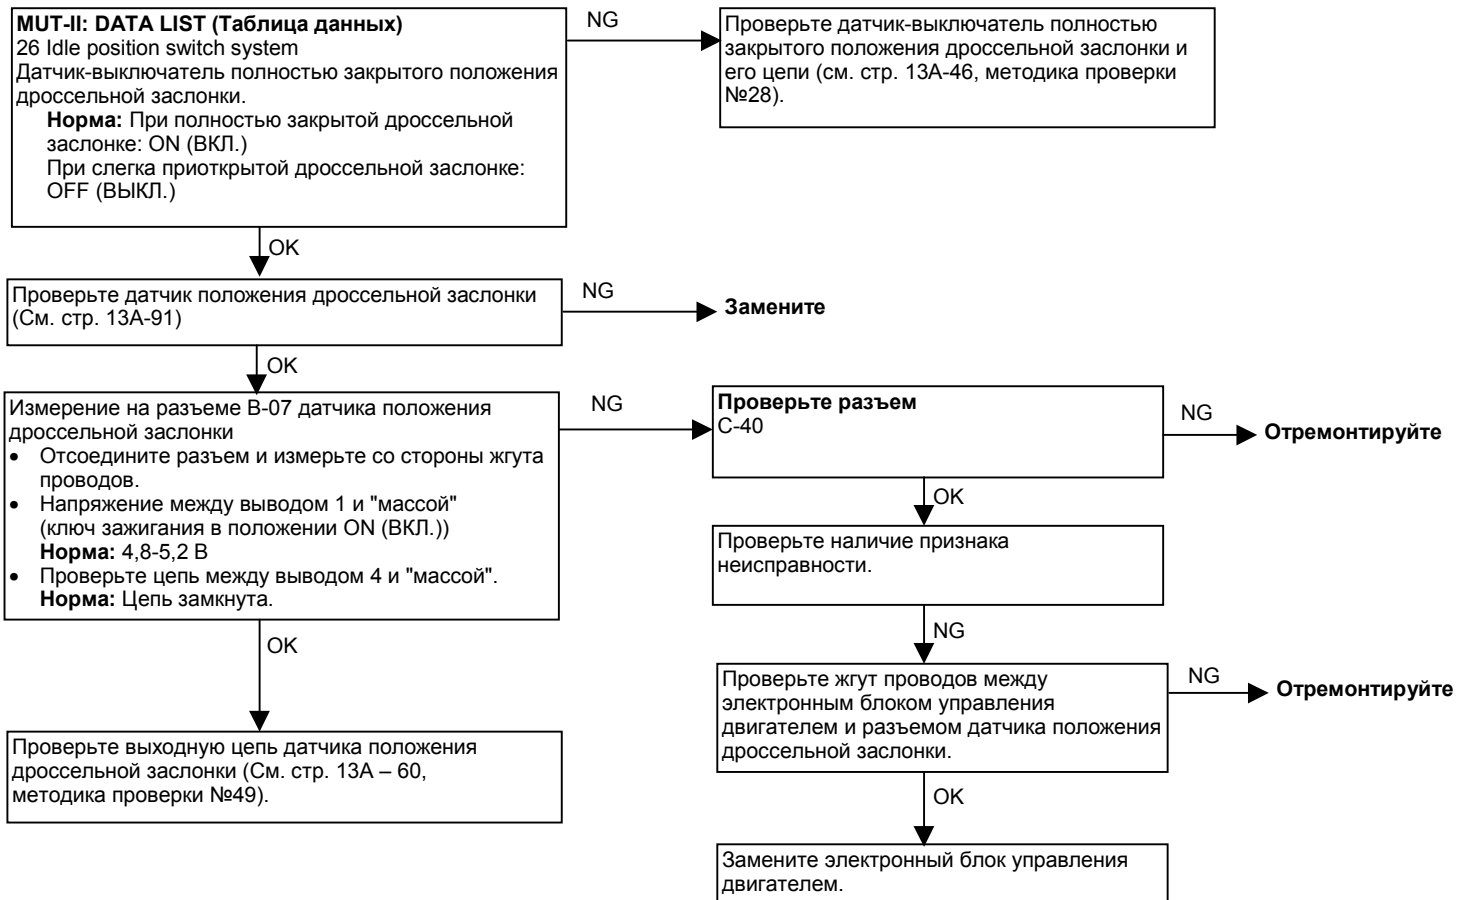 MUT-II: DATA LIST (Таблица данных)
26 Idle position switch system
Датчик-выключатель полностью закрытого положения
дроссельной заслонки.
Норма: При полностью закрытой дроссельной
заслонке: ON (ВКЛ.)
При слегка приоткрытой дроссельной заслонке:
OFF (ВЫКЛ.)
NG
Проверьте датчик-выключатель полностью
закрытого положения дроссельной заслонки и
его цепи (см. стр. 13A-46, методика проверки
№28).
OK
Проверьте датчик положения дроссельной заслонки
(См. стр. 13A-91)
NG
Замените
OK
Измерение на разъеме B-07 датчика положения
дроссельной заслонки
• Отсоедините разъем и измерьте со стороны жгута
проводов.
• Напряжение между выводом 1 и "массой"
(ключ зажигания в положении ON (ВКЛ.))
Норма: 4,8-5,2 В
• Проверьте цепь между выводом 4 и "массой".
Норма: Цепь замкнута.
NG
Проверьте разъем
C-40
NG
Отремонтируйте
OK
Проверьте наличие признака
неисправности.
NG
Проверьте жгут проводов между
электронным блоком управления
двигателем и разъемом датчика положения
дроссельной заслонки.
NG
Отремонтируйте
OK
Замените электронный блок управления
двигателем.
OK
Проверьте выходную цепь датчика положения
дроссельной заслонки (См. стр. 13A – 60,
методика проверки №49).